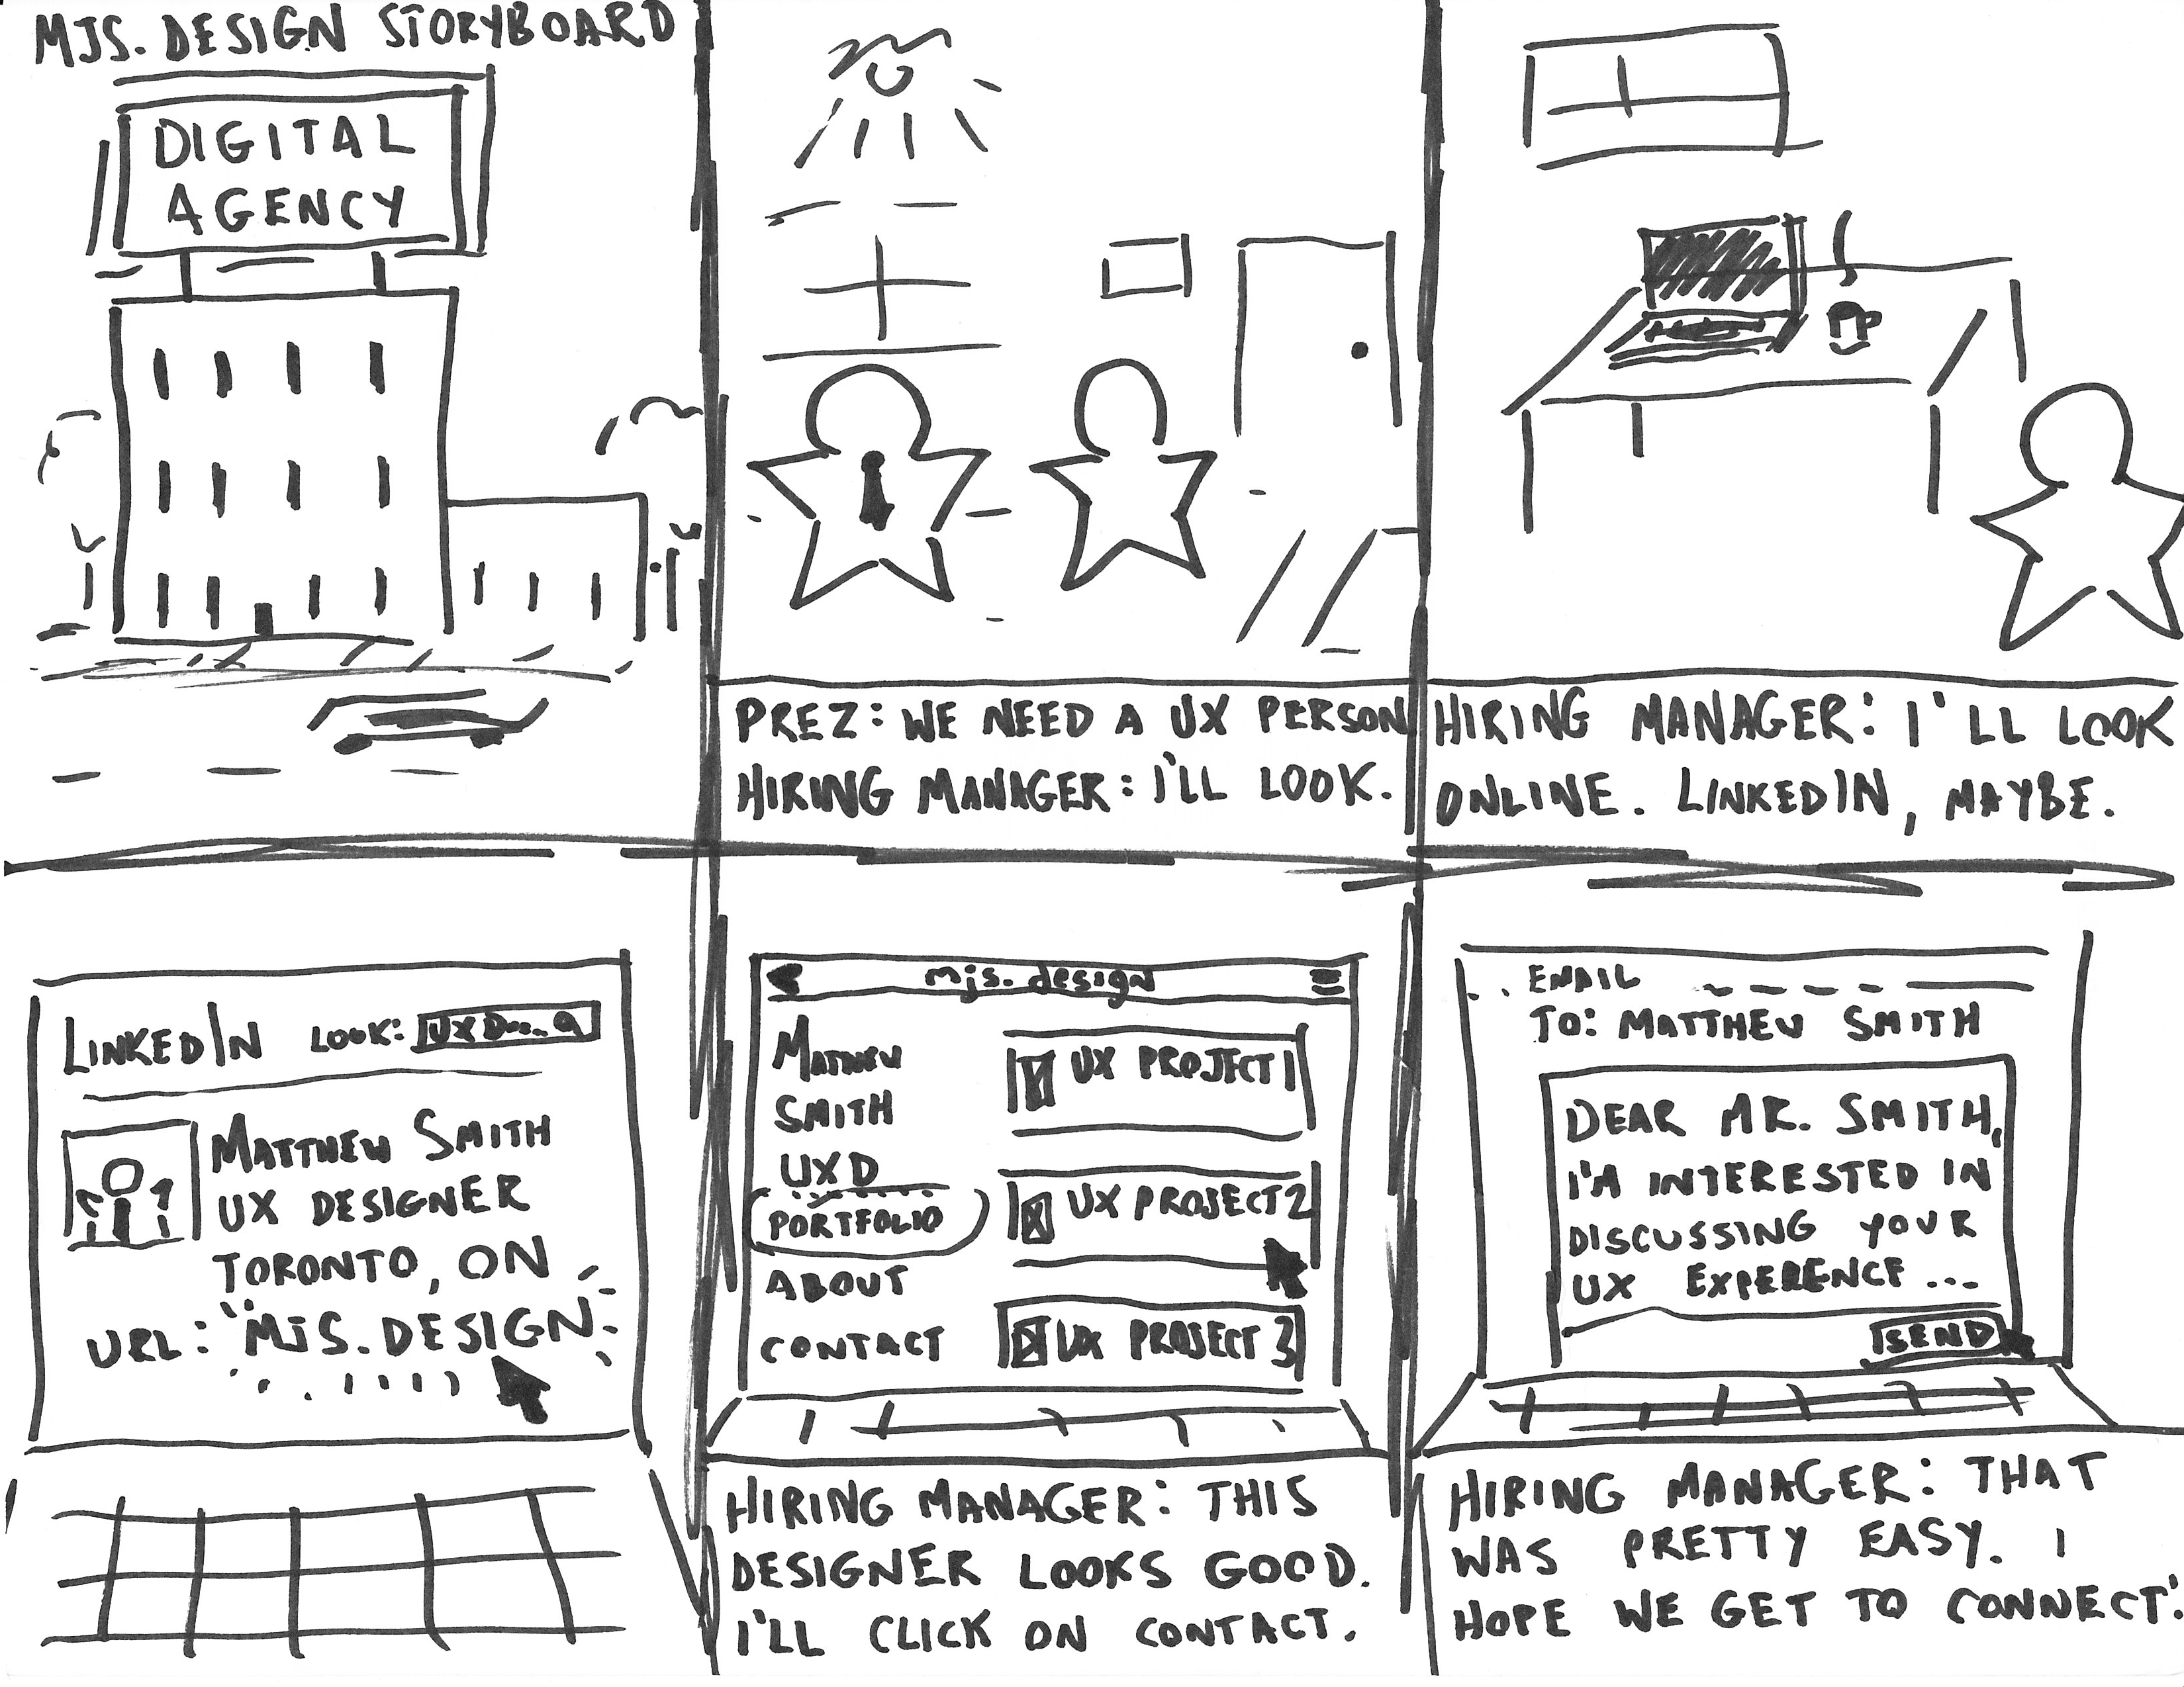 MJS. DESIGN STORYBOARD
DIGITAL
AGENCY
PREZ: WE NEED A UX PERSON
HIRING MANAGER: I'LL LOOK.
HIRING MANAGER: I'LL LOOK
ONLINE. LINKEDIN, MAYBE.
LINKEDIN LOOK: UXD...
MATTHEW SMITH
UX DESIGNER
TORONTO, ON
URL: "MJS.DESIGN
mjs.design
MATTHEW
SMITH
UXD
PORTFOLIO
ABOUT
CONTACT
UX PROJECT 1
UX PROJECT 2
UX PROJECT 3
HIRING MANAGER: THIS
DESIGNER LOOKS GOOD.
I'LL CLICK ON CONTACT.
EMAIL
TO: MATTHEW SMITH
DEAR MR. SMITH,
I'M INTERESTED IN
DISCUSSING YOUR
UX EXPERIENCE...
SEND
HIRING MANAGER: THAT
WAS PRETTY EASY. I
HOPE WE GET TO CONNECT.